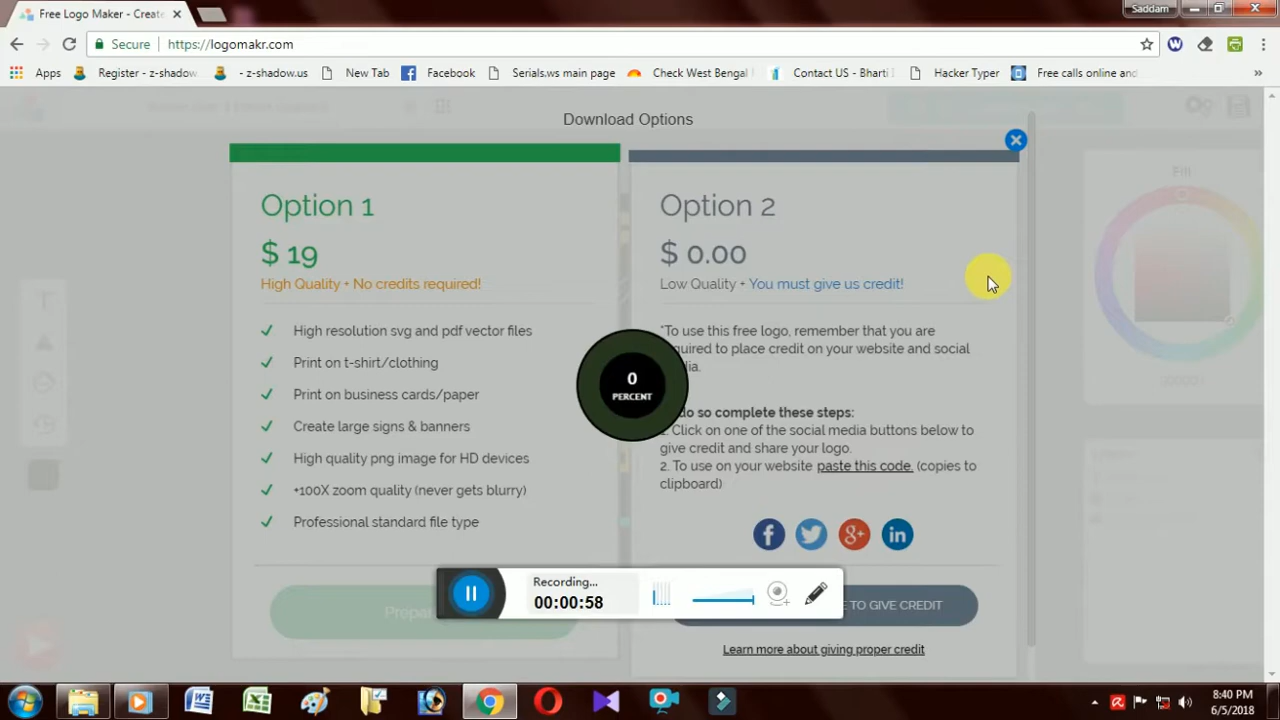 Free Logo Maker - Create
Saddam
Secure
https://logomakr.com
Apps
Register - z-shadow
- z-shadow.us
New Tab
Facebook
Serials.ws main page
Check West Bengal
Contact US - Bharti
Hacker Typer
Free calls online and
»
Download Options
Option 1
$ 19
High Quality + No credits required!
High resolution svg and pdf vector files
Print on t-shirt/clothing
Print on business cards/paper
Create large signs & banners
High quality png image for HD devices
+100X zoom quality (never gets blurry)
Professional standard file type
Option 2
$ 0.00
Low Quality + You must give us credit!
*To use this free logo, remember that you are
quired to place credit on your website and social
dia.
do so complete these steps:
1. Click on one of the social media buttons below to
give credit and share your logo.
2. To use on your website paste this code. (copies to
clipboard)
E TO GIVE CREDIT
Learn more about giving proper credit
0
PERCENT
Fill
Recording...
00:00:58
8:40 PM
6/5/2018